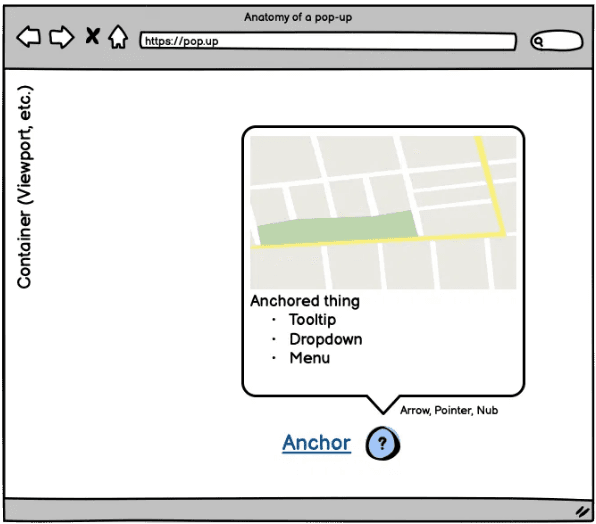 Anatomy of a pop-up
https://pop.up
Container (Viewport, etc.)
Anchored thing
· Tooltip
· Dropdown
· Menu
Arrow, Pointer, Nub
Anchor ?